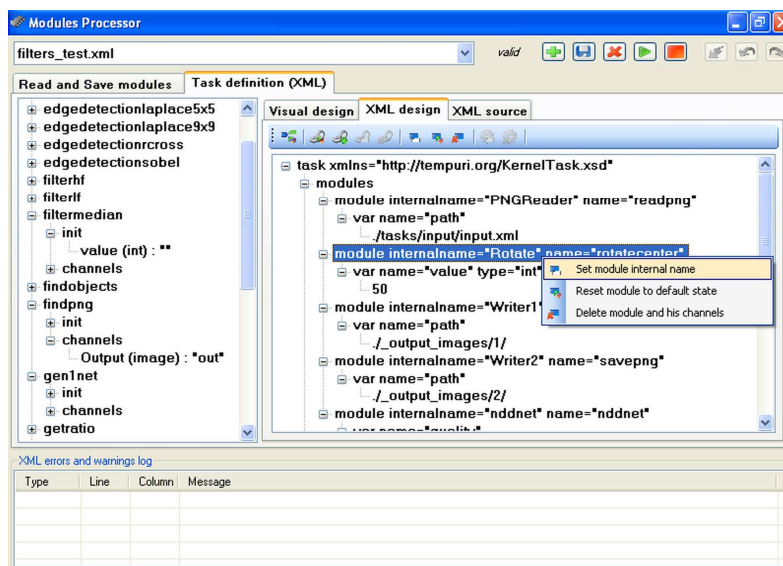 Modules Processor
filters_test.xml
valid
Read and Save modules
Task definition (XML)
edgedetectionlaplace5x5
edgedetectionlaplace9x9
edgedetectionrcross
edgedetectionsobel
filterhf
filterlf
filtermedian
init
value (int) : ""
channels
findobjects
findpng
init
channels
Output (image) : "out"
gen1net
init
channels
getratio
Visual design
XML design
XML source
task xmlns="http://tempuri.org/KernelTask.xsd"
modules
module internalname="PNGReader" name="readpng"
var name="path"
./tasks/input/input.xml
module internalname="Rotate" name="rotatecenter"
var name="value" type="int"
50
module internalname="Writer1"
var name="path"
./_output_images/1/
module internalname="Writer2" name="savepng"
var name="path"
./_output_images/2/
module internalname="nddnet" name="nddnet"
var name="quality"
Set module internal name
Reset module to default state
Delete module and his channels
XML errors and warnings log
Type Line Column Message